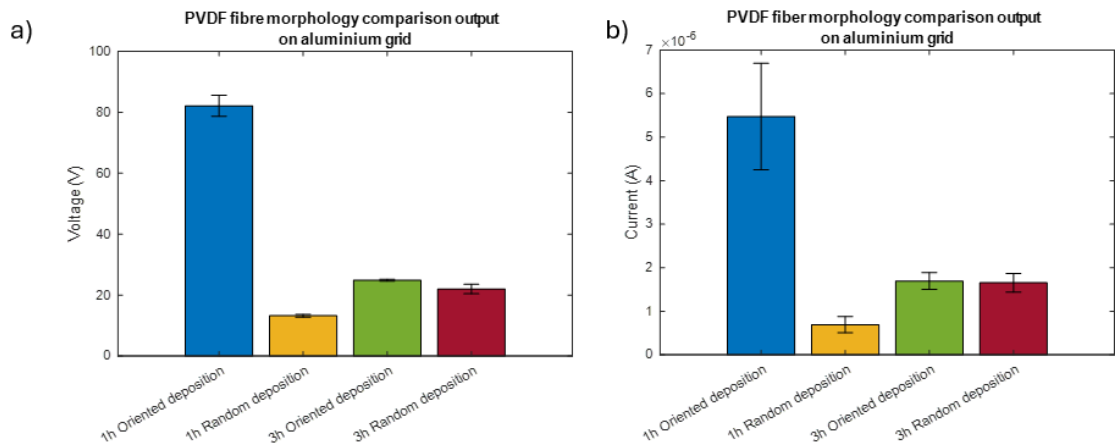 a)
PVDF fibre morphology comparison output
on aluminium grid
100
80
60
40
20
0
Voltage (V)
1h Oriented deposition
1h Random deposition
3h Oriented deposition
3h Random deposition
b)
PVDF fiber morphology comparison output
on aluminium grid
×10⁻⁶
7
6
5
4
3
2
1
0
Current (A)
1h Oriented deposition
1h Random deposition
3h Oriented deposition
3h Random deposition